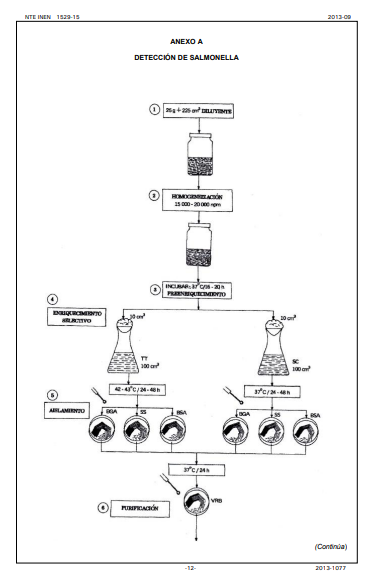 NTE INEN 1529-15 2013-09
ANEXO A
DETECCIÓN DE SALMONELLA
1 25 g + 225 cm³ DILUYENTE
2 HOMOGENEIZACIÓN
15 000 - 20 000 rpm
3 INCUBAR: 37°C/16 - 20 h
PREENRIQUECIMIENTO
4
ENRIQUECIMIENTO
SELECTIVO
10 cm³ 10 cm³
TT SC
100 cm³ 100 cm³
42 - 43°C / 24 - 48 h 37°C / 24 - 48 h
5
AISLAMIENTO
BGA SS BSA BGA SS BSA
37°C / 24 h
VRB
6 PURIFICACIÓN
(Continúa)
-12- 2013-1077